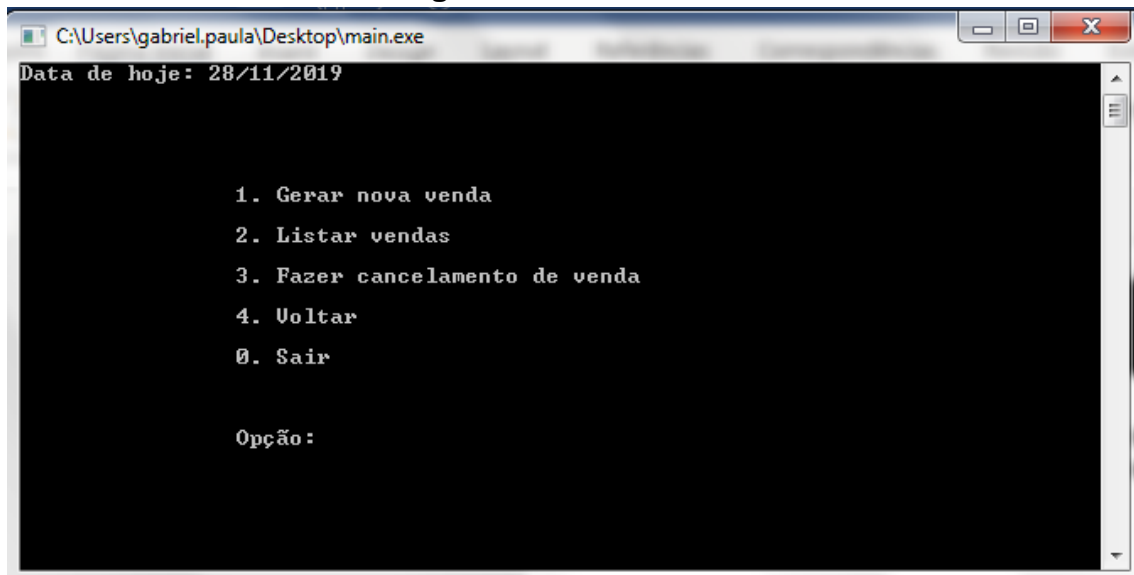 C:\Users\gabriel.paula\Desktop\main.exe
Data de hoje: 28/11/2019
1. Gerar nova venda
2. Listar vendas
3. Fazer cancelamento de venda
4. Voltar
0. Sair
Opção: